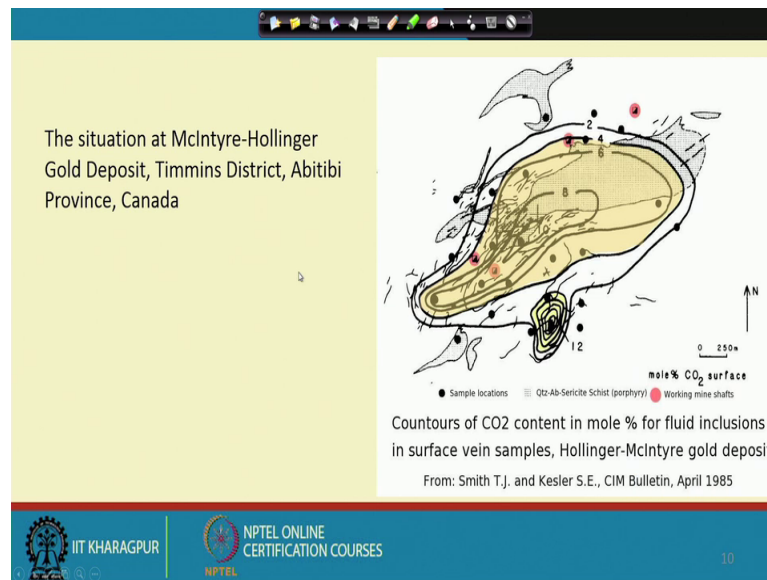 The situation at McIntyre-Hollinger
Gold Deposit, Timmins District, Abitibi
Province, Canada
2
4
6
8
12
N
0 250m
mole% CO2 surface
Sample locations
Qtz-Ab-Sericite Schist (porphyry)
Working mine shafts
Countours of CO2 content in mole % for fluid inclusions
in surface vein samples, Hollinger-McIntyre gold deposi
From: Smith T.J. and Kesler S.E., CIM Bulletin, April 1985
IIT KHARAGPUR
NPTEL
NPTEL ONLINE
CERTIFICATION COURSES
10